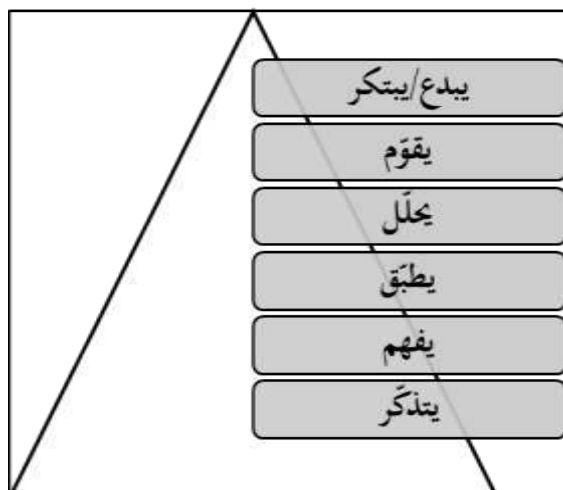 يبدع/يبتكر
يقوّم
يحلّل
يطبّق
يفهم
يتذكّر